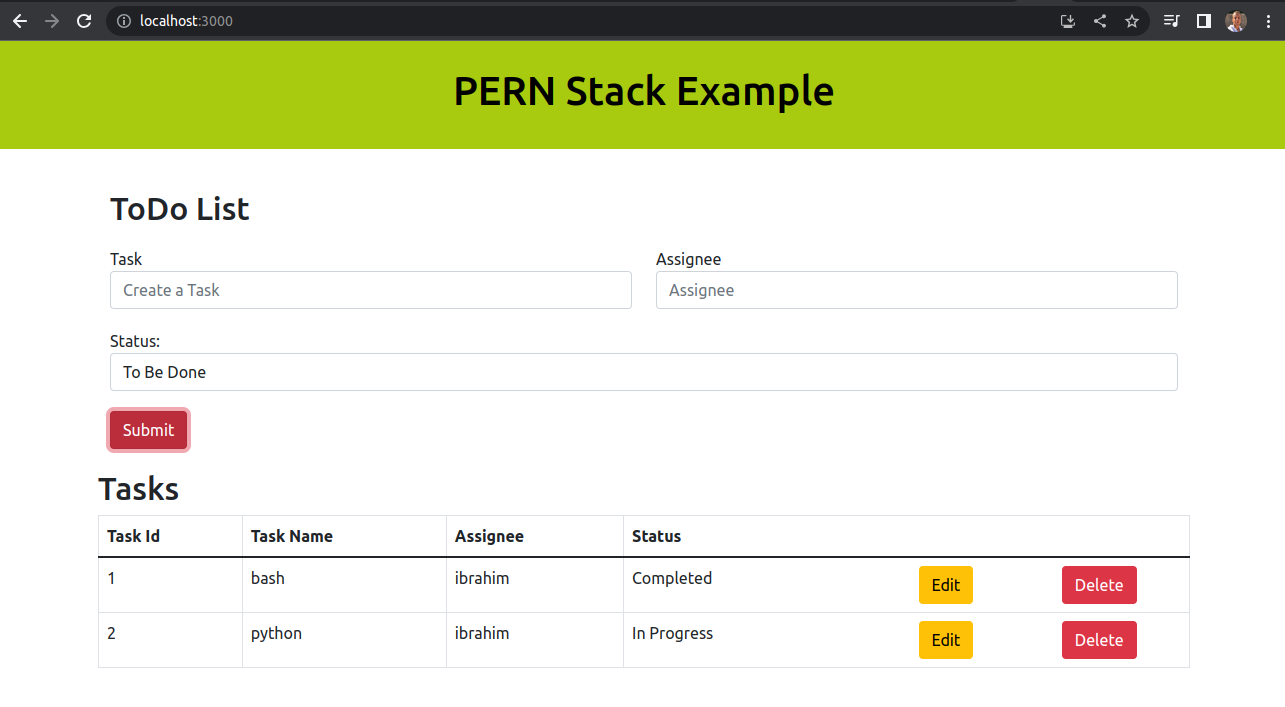 localhost:3000
PERN Stack Example
ToDo List
Task Assignee
Create a Task Assignee
Status:
To Be Done
Submit
Tasks
Task Id Task Name Assignee Status
1 bash ibrahim Completed Edit Delete
2 python ibrahim In Progress Edit Delete